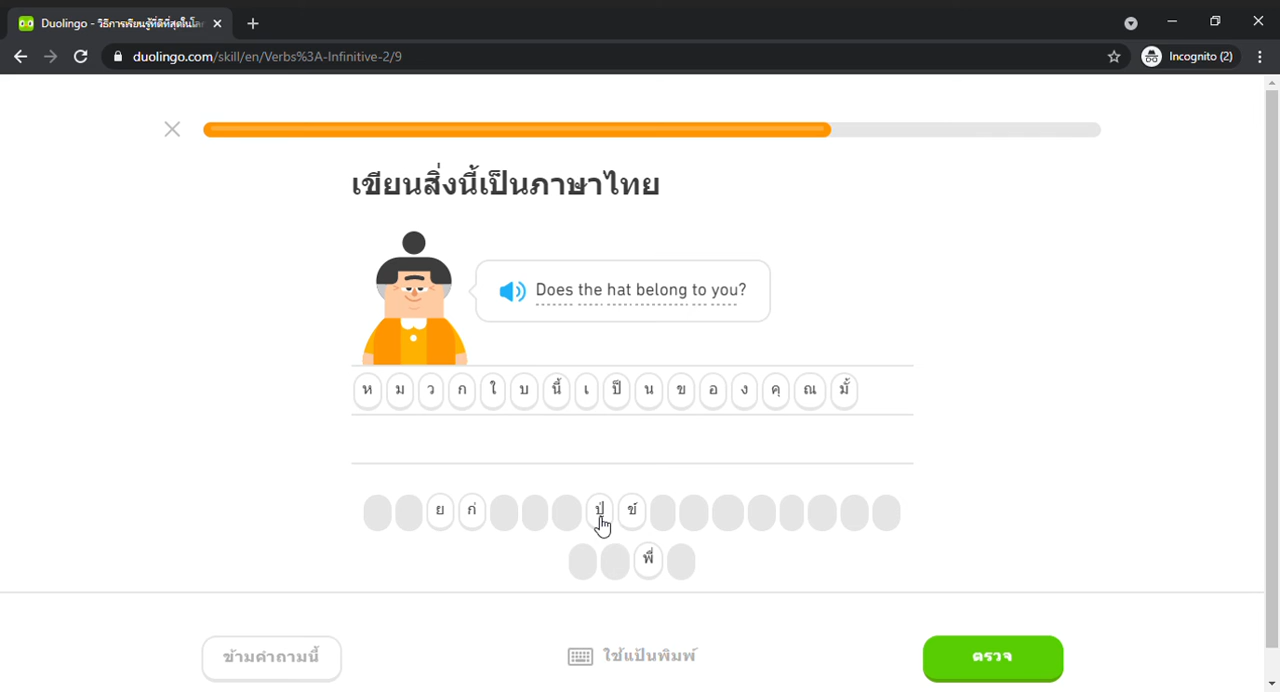 Duolingo - วิธีการเรียนรู้ที่ดีที่สุดในโลก
duolingo.com/skill/en/Verbs%3A-Infinitive-2/9
Incognito (2)
เขียนสิ่งนี้เป็นภาษาไทย
Does the hat belong to you?
ห ม ว ก ใ บ นี้ เ ป็ น ข อ ง คุ ณ มั้
ย ก่ ปุ่ ข้
พื่
ข้ามคำถามนี้ ใช้แป้นพิมพ์ ตรวจ